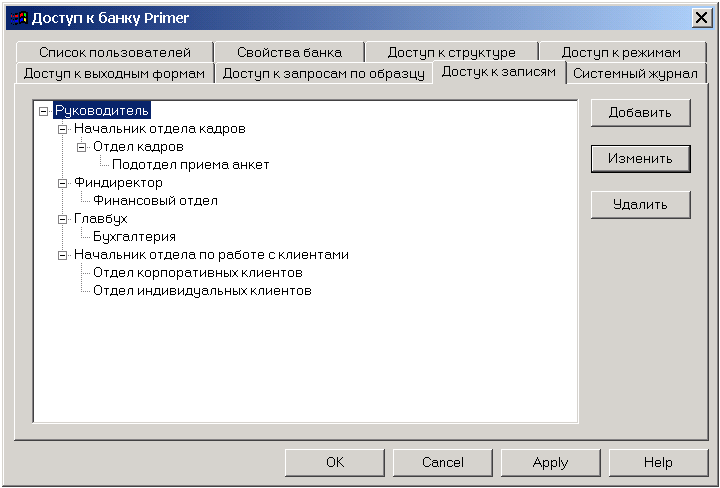 Доступ к банку Primer
Список пользователей
Свойства банка
Доступ к структуре
Доступ к режимам
Доступ к выходным формам
Доступ к запросам по образцу
Достук к записям
Системный журнал
Руководитель
Начальник отдела кадров
Отдел кадров
Подотдел приема анкет
Финдиректор
Финансовый отдел
Главбух
Бухгалтерия
Начальник отдела по работе с клиентами
Отдел корпоративных клиентов
Отдел индивидуальных клиентов
Добавить
Изменить
Удалить
OK
Cancel
Apply
Help